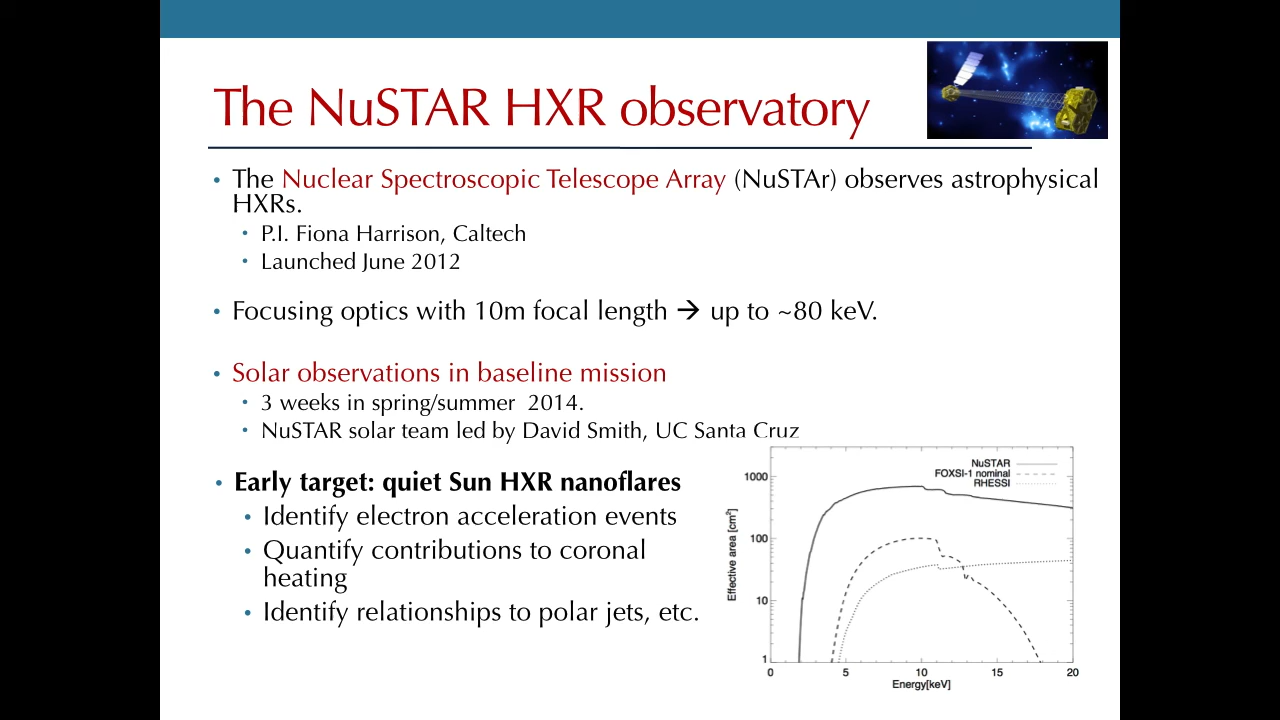 The NuSTAR HXR observatory
• The Nuclear Spectroscopic Telescope Array (NuSTAr) observes astrophysical
HXRs.
• P.I. Fiona Harrison, Caltech
• Launched June 2012
• Focusing optics with 10m focal length → up to ~80 keV.
• Solar observations in baseline mission
• 3 weeks in spring/summer 2014.
• NuSTAR solar team led by David Smith, UC Santa Cruz
• Early target: quiet Sun HXR nanoflares
• Identify electron acceleration events
• Quantify contributions to coronal
heating
• Identify relationships to polar jets, etc.
NuSTAR
FOXSI-1 nominal
RHESSI
Effective area [cm²]
1000
100
10
1
0 5 10 15 20
Energy[keV]